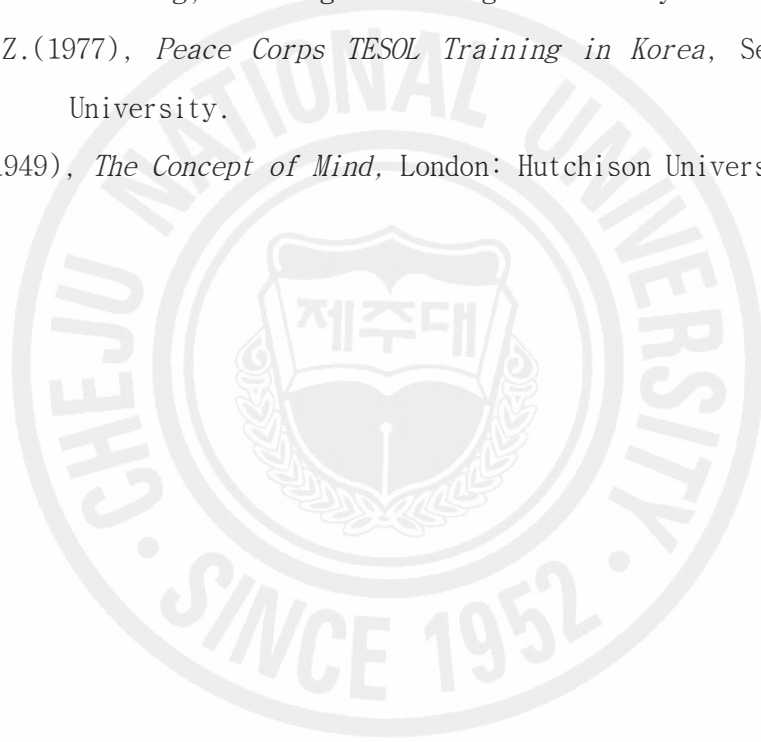 Z.(1977), Peace Corps TESOL Training in Korea, Se
University.
949), The Concept of Mind, London: Hutchison Univers
CHEJU NATIONAL UNIVERSITY
제주대
· SINCE 1952 ·